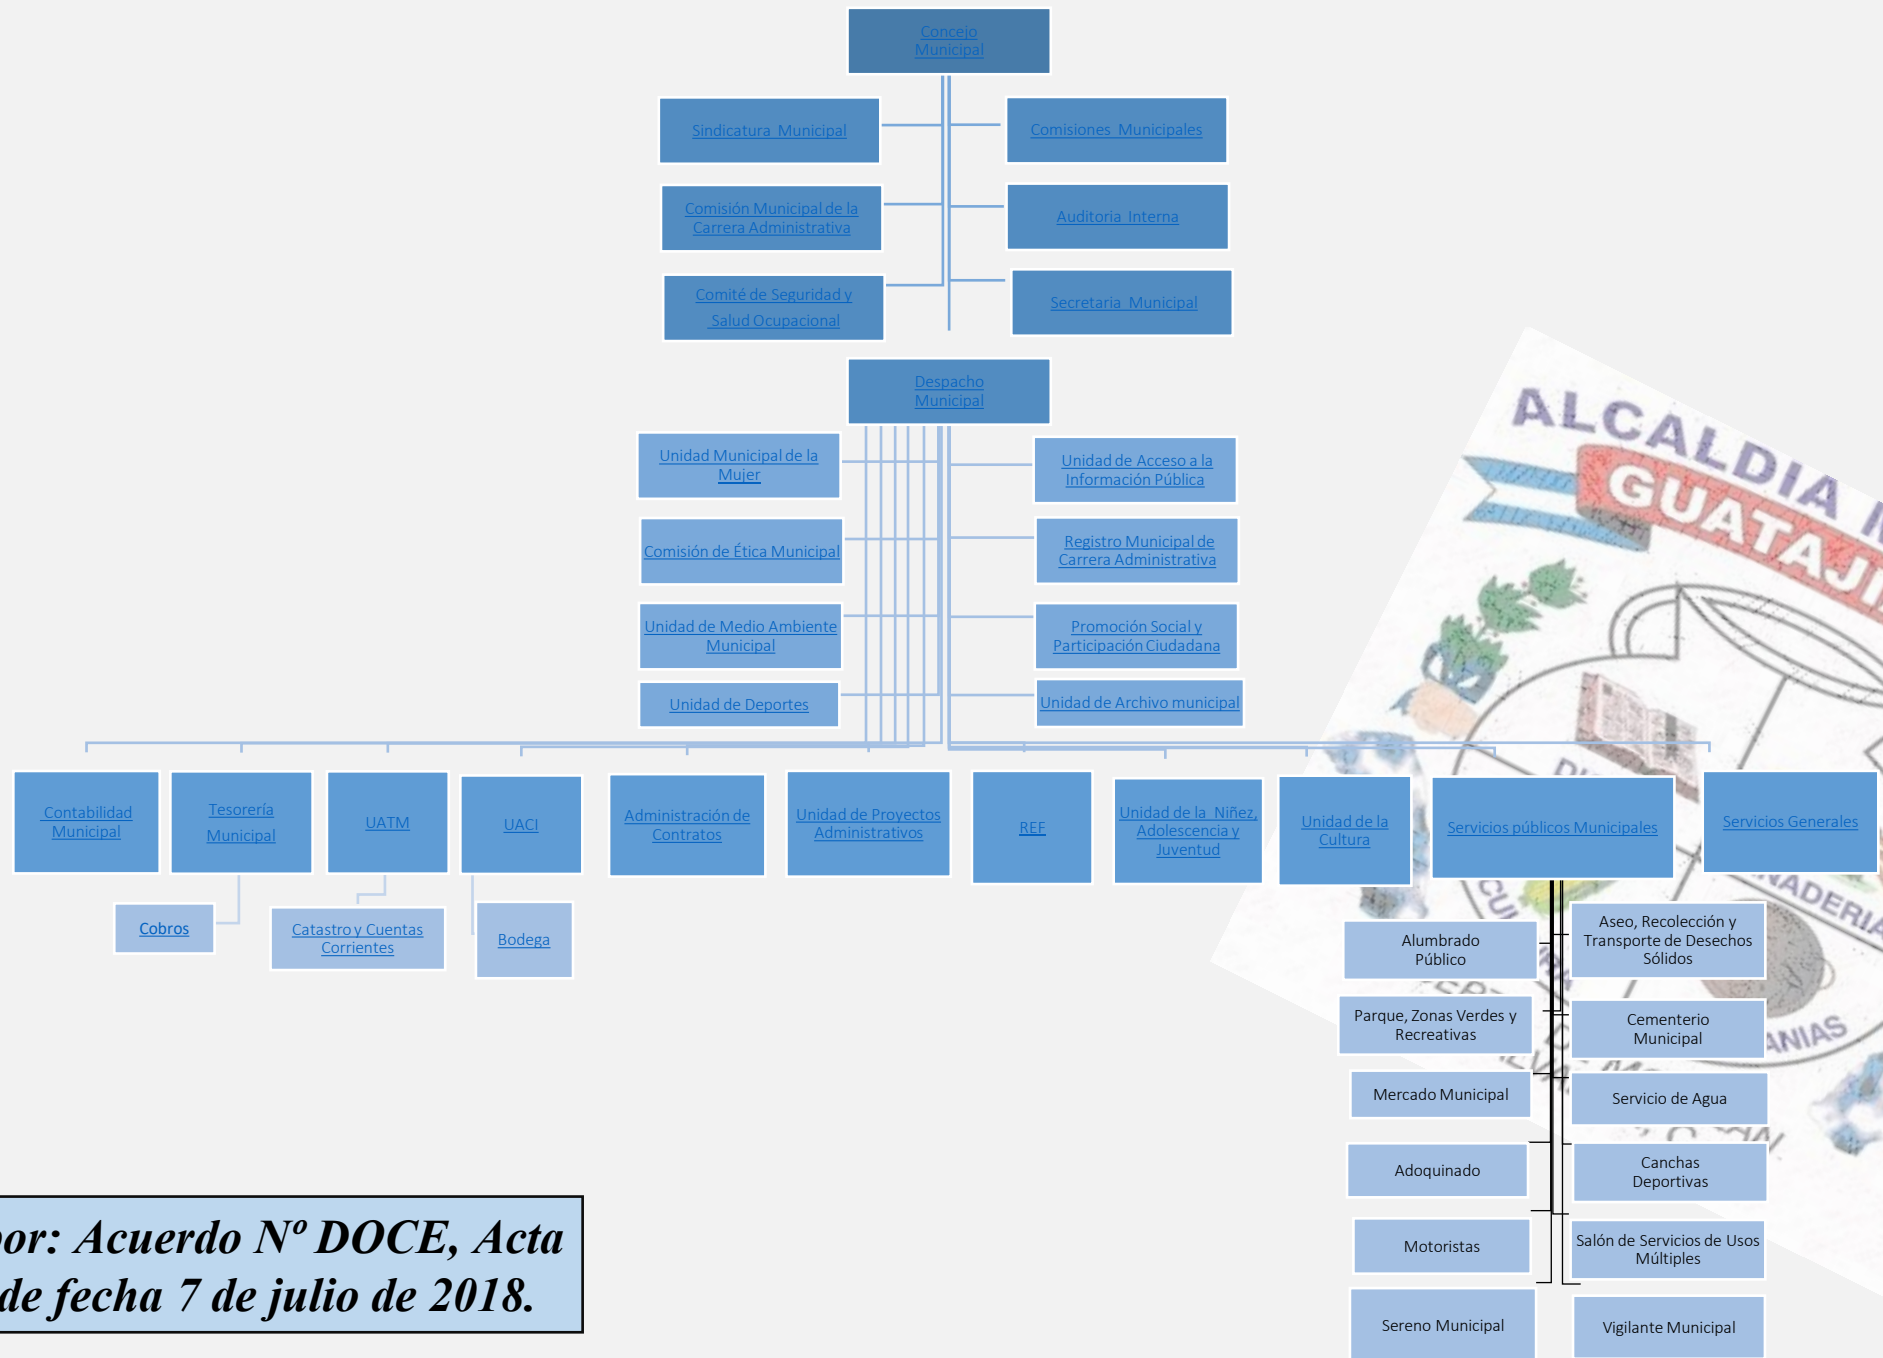 Concejo
Municipal
Sindicatura Municipal
Comisiones Municipales
Comisión Municipal de la
Carrera Administrativa
Auditoria Interna
Comité de Seguridad y
Salud Ocupacional
Secretaria Municipal
Despacho
Municipal
Unidad Municipal de la
Mujer
Unidad de Acceso a la
Información Pública
Comisión de Ética Municipal
Registro Municipal de
Carrera Administrativa
Unidad de Medio Ambiente
Municipal
Promoción Social y
Participación Ciudadana
Unidad de Deportes
Unidad de Archivo municipal
Contabilidad
Municipal
Tesorería
Municipal
UATM
UACI
Administración de
Contratos
Unidad de Proyectos
Administrativos
REF
Unidad de la Niñez,
Adolescencia y
Juventud
Unidad de la
Cultura
Servicios públicos Municipales
Servicios Generales
Cobros
Catastro y Cuentas
Corrientes
Bodega
Alumbrado
Público
Aseo, Recolección y
Transporte de Desechos
Sólidos
Parque, Zonas Verdes y
Recreativas
Cementerio
Municipal
Mercado Municipal
Servicio de Agua
Adoquinado
Canchas
Deportivas
Motoristas
Salón de Servicios de Usos
Múltiples
Sereno Municipal
Vigilante Municipal
por: Acuerdo Nº DOCE, Acta
de fecha 7 de julio de 2018.
ALCALDIA
GUATAJI